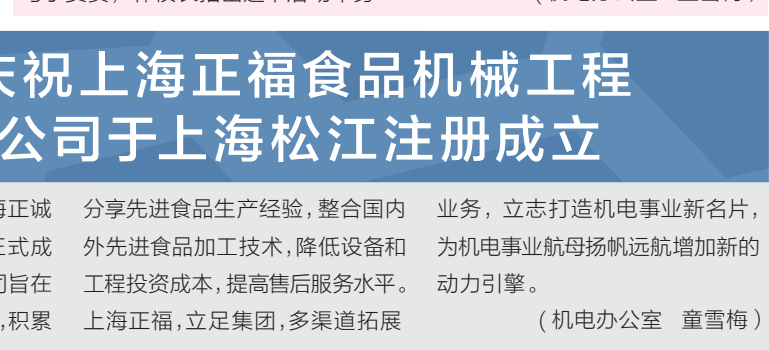 祝上海正福食品机械工程
公司于上海松江注册成立
正诚
式成
旨在
,积累
分享先进食品生产经验,整合国内
外先进食品加工技术,降低设备和
工程投资成本,提高售后服务水平。
上海正福,立足集团,多渠道拓展
业务，立志打造机电事业新名片，
为机电事业航母扬帆远航增加新的
动力引擎。
(机电办公室 童雪梅)